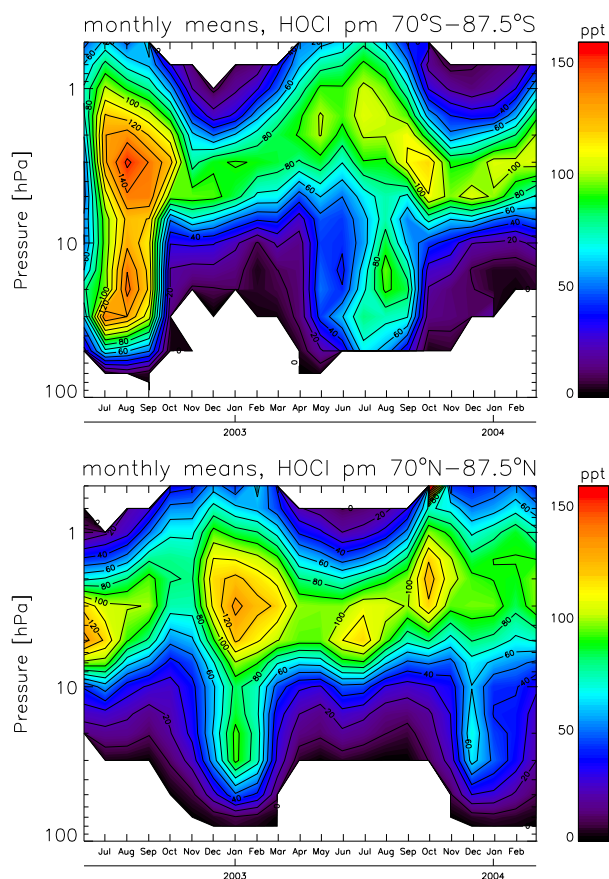 monthly means, HOCl pm 70°S–87.5°S
ppt
150
100
50
0
Pressure [hPa]
1
10
100
Jul Aug Sep Oct Nov Dec Jan Feb Mar Apr May Jun Jul Aug Sep Oct Nov Dec Jan Feb
2003 2004
monthly means, HOCl pm 70°N–87.5°N
ppt
150
100
50
0
Pressure [hPa]
1
10
100
Jul Aug Sep Oct Nov Dec Jan Feb Mar Apr May Jun Jul Aug Sep Oct Nov Dec Jan Feb
2003 2004